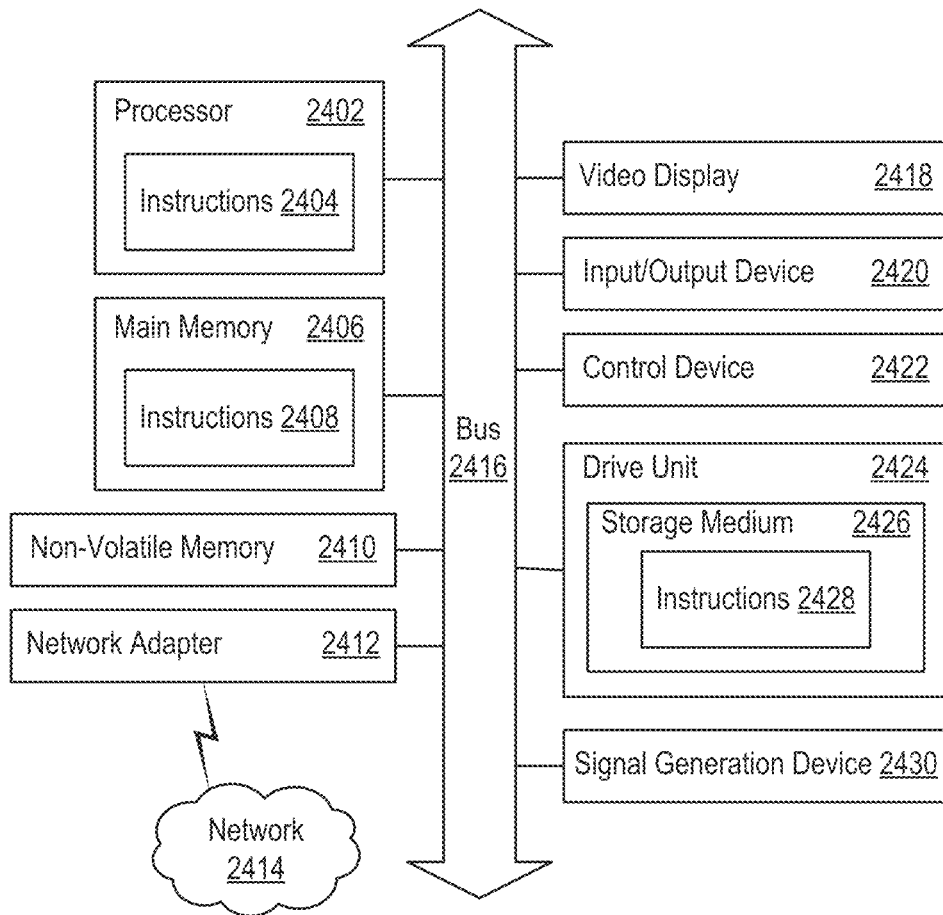 Processor 2402
Instructions 2404
Main Memory 2406
Instructions 2408
Non-Volatile Memory 2410
Network Adapter 2412
Network
2414
Bus
2416
Video Display 2418
Input/Output Device 2420
Control Device 2422
Drive Unit 2424
Storage Medium 2426
Instructions 2428
Signal Generation Device 2430